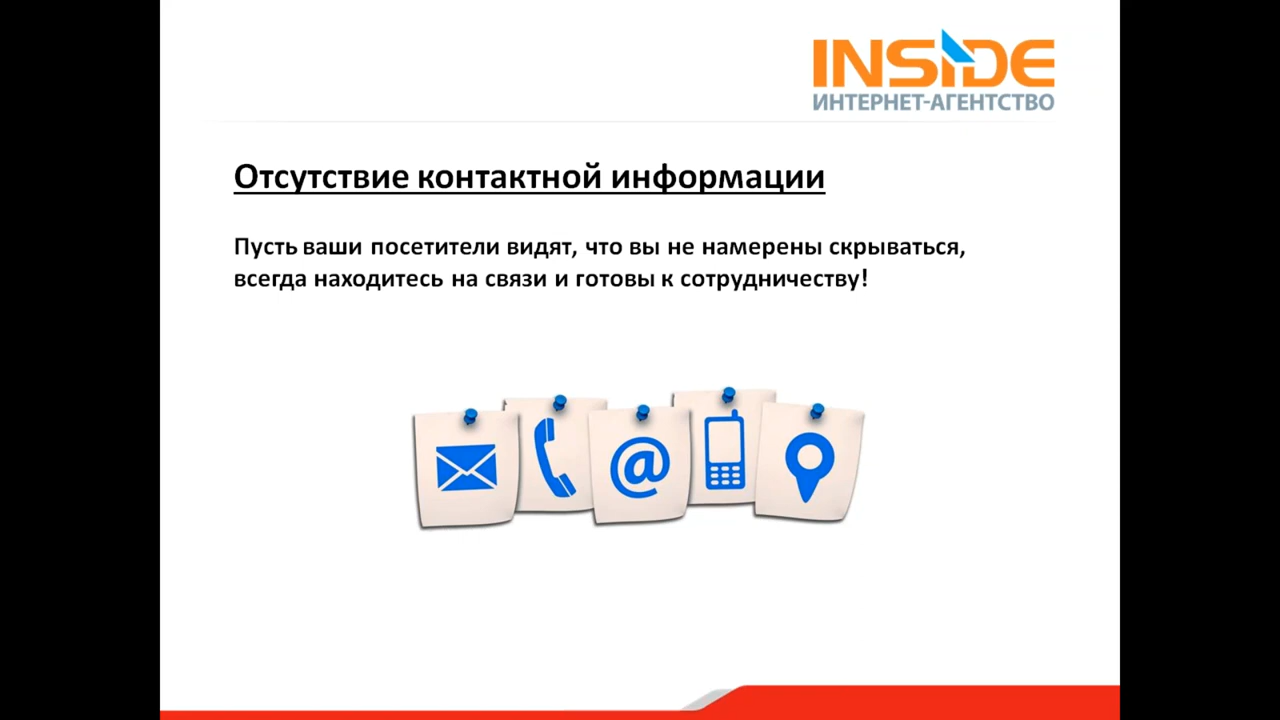 INSIDE
ИНТЕРНЕТ-АГЕНТСТВО
Отсутствие контактной информации
Пусть ваши посетители видят, что вы не намерены скрываться,
всегда находитесь на связи и готовы к сотрудничеству!
@